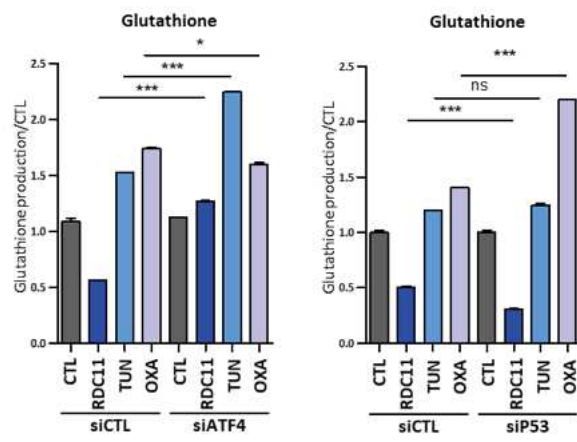 Glutathione
*
***
***
Glutathione production/CTL
2.5
2.0
1.5
1.0
0.5
0.0
CTL
RDC11
TUN
OXA
CTL
RDC11
TUN
OXA
siCTL
siATF4
Glutathione
***
ns
***
Glutathione production/CTL
2.5
2.0
1.5
1.0
0.5
0.0
CTL
RDC11
TUN
OXA
CTL
RDC11
TUN
OXA
siCTL
siP53